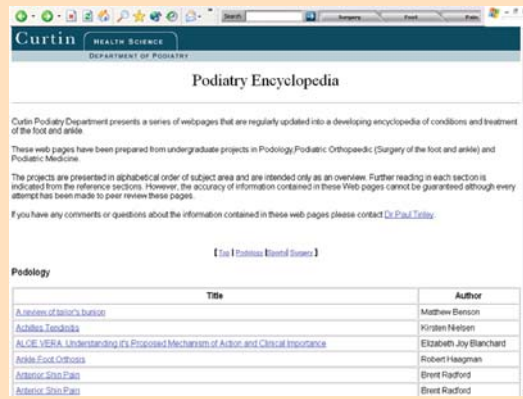 Search
Surgery
Foot
Pain
Curtin
HEALTH SCIENCE
DEPARTMENT OF PODIATRY
Podiatry Encyclopedia
Curtin Podiatry Department presents a series of webpages that are regularly updated into a developing encyclopedia of conditions and treatment
of the foot and ankle.
These web pages have been prepared from undergraduate projects in Podology,Podiatric Orthopaedic (Surgery of the foot and ankle) and
Podiatric Medicine.
The projects are presented in alphabetical order of subject area and are intended only as an overview. Further reading in each section is
indicated from the reference sections. However, the accuracy of information contained in these Web pages cannot be guaranteed although every
attempt has been made to peer review these pages.
If you have any comments or questions about the information contained in these web pages please contact Dr Paul Tinley.
[ Top | Podology |Sports| Surgery ]
Podology
Title Author
A review of tailor's bunion Matthew Benson
Achilles Tendinitis Kirsten Nielsen
ALOE VERA. Understanding it's Proposed Mechanism of Action and Clinical Importance Elizabeth Joy Blanchard
Ankle Foot Orthosis Robert Haagman
Anterior Shin Pain Brent Radford
Anterior Shin Pain Brent Radford